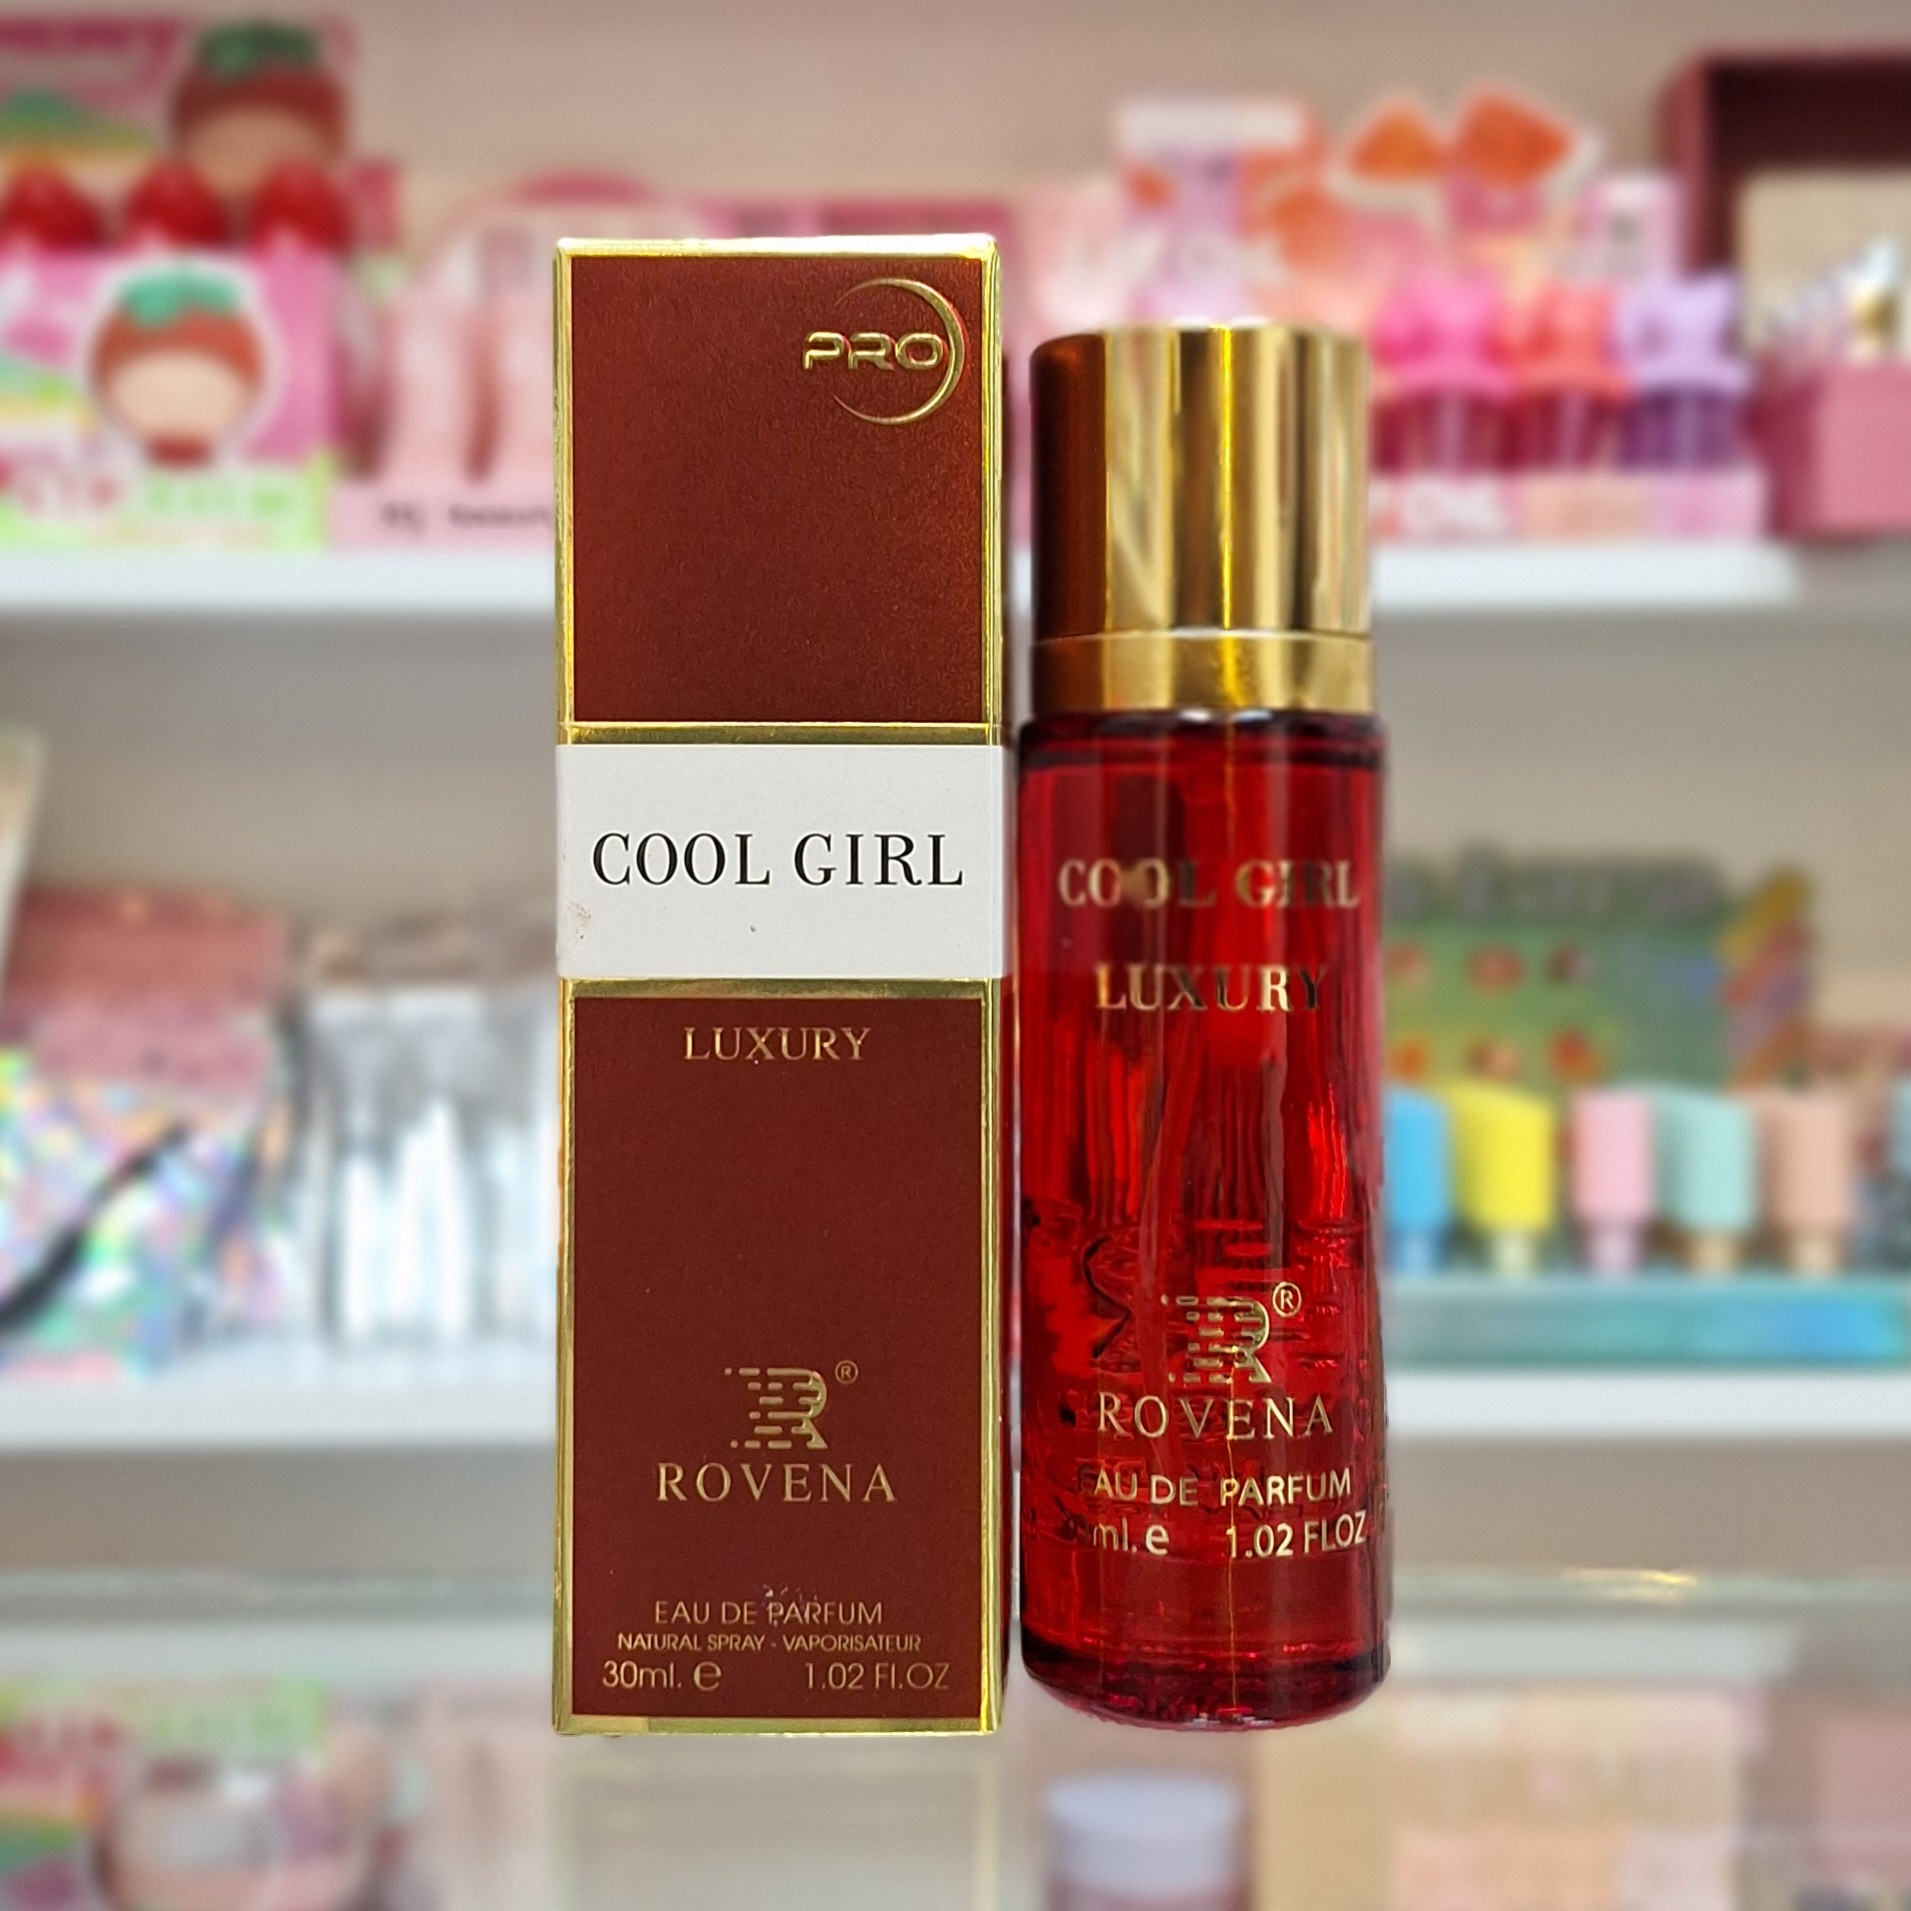 PRO
COOL GIRL
LUXURY
R®
ROVENA
EAU DE PARFUM
NATURAL SPRAY - VAPORISATEUR
30ml. e 1.02 Fl.OZ
COOL GIRL
LUXURY
R®
ROVENA
EAU DE PARFUM
ml. e 1.02 FLOZ